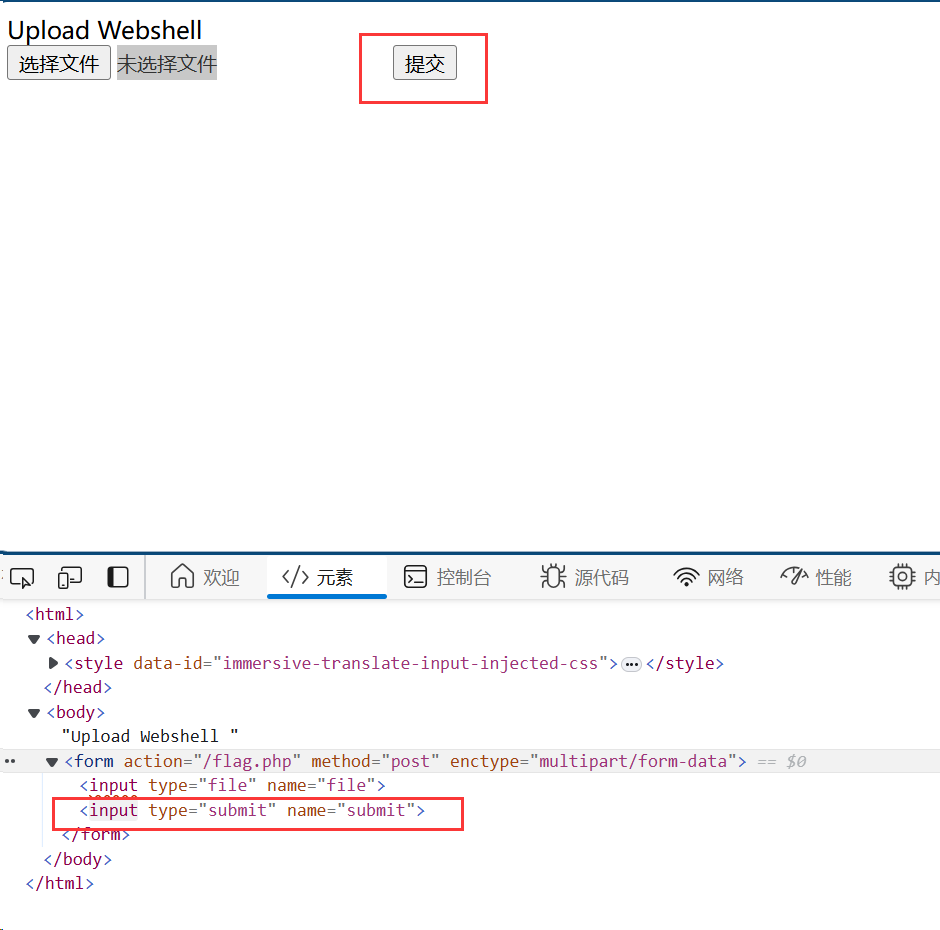 Upload Webshell
选择文件 未选择文件 提交
欢迎 元素 控制台 源代码 网络 性能 内
<html>
<head>
<style data-id="immersive-translate-input-injected-css"> ••• </style>
</head>
<body>
"Upload Webshell "
•• <form action="/flag.php" method="post" enctype="multipart/form-data"> == $0
<input type="file" name="file">
<input type="submit" name="submit">
</form>
</body>
</html>